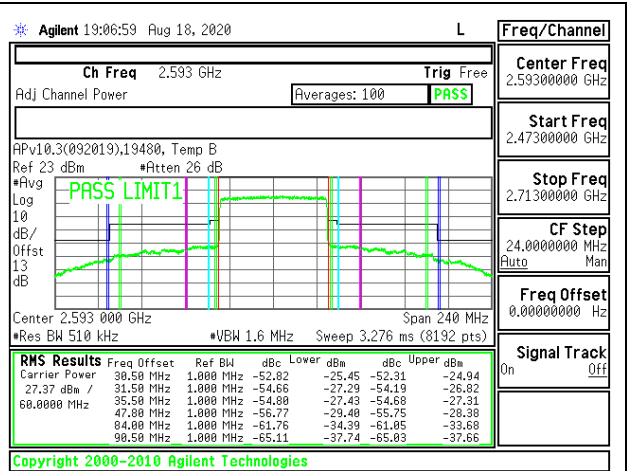 Agilent 19:06:59 Aug 18, 2020 L
Ch Freq 2.593 GHz Trig Free
Adj Channel Power Averages: 100 PASS
APv10.3(092019),19480, Temp B
Ref 23 dBm #Atten 26 dB
#Avg
Log
10
dB/
Offst
13
dB
PASS LIMIT1
Center 2.593 000 GHz Span 240 MHz
#Res BW 510 kHz #VBW 1.6 MHz Sweep 3.276 ms (8192 pts)
RMS Results Freq Offset Ref BW dBc Lower dBm dBc Upper dBm
Carrier Power 30.50 MHz 1.000 MHz -52.82 -25.45 -52.31 -24.94
27.37 dBm / 31.50 MHz 1.000 MHz -54.66 -27.29 -54.19 -26.82
60.0000 MHz 35.50 MHz 1.000 MHz -54.80 -27.43 -54.68 -27.31
47.80 MHz 1.000 MHz -56.77 -29.40 -55.75 -28.38
84.00 MHz 1.000 MHz -61.76 -34.39 -61.05 -33.68
90.50 MHz 1.000 MHz -65.11 -37.74 -65.03 -37.66
Copyright 2000-2010 Agilent Technologies
Freq/Channel
Center Freq
2.59300000 GHz
Start Freq
2.47300000 GHz
Stop Freq
2.71300000 GHz
CF Step
24.0000000 MHz
Auto Man
Freq Offset
0.00000000 Hz
Signal Track
On Off